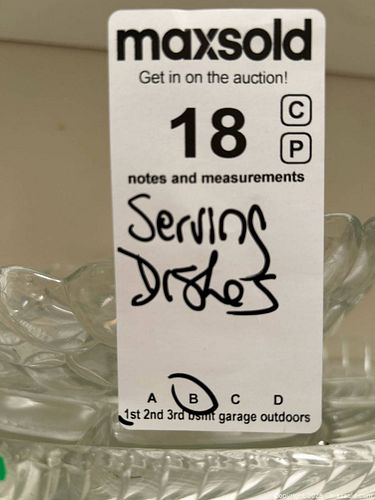 maxsold
Get in on the auction!
18
C
P
notes and measurements
Serving
Dishes
A B C D
1st 2nd 3rd bsmt garage outdoors